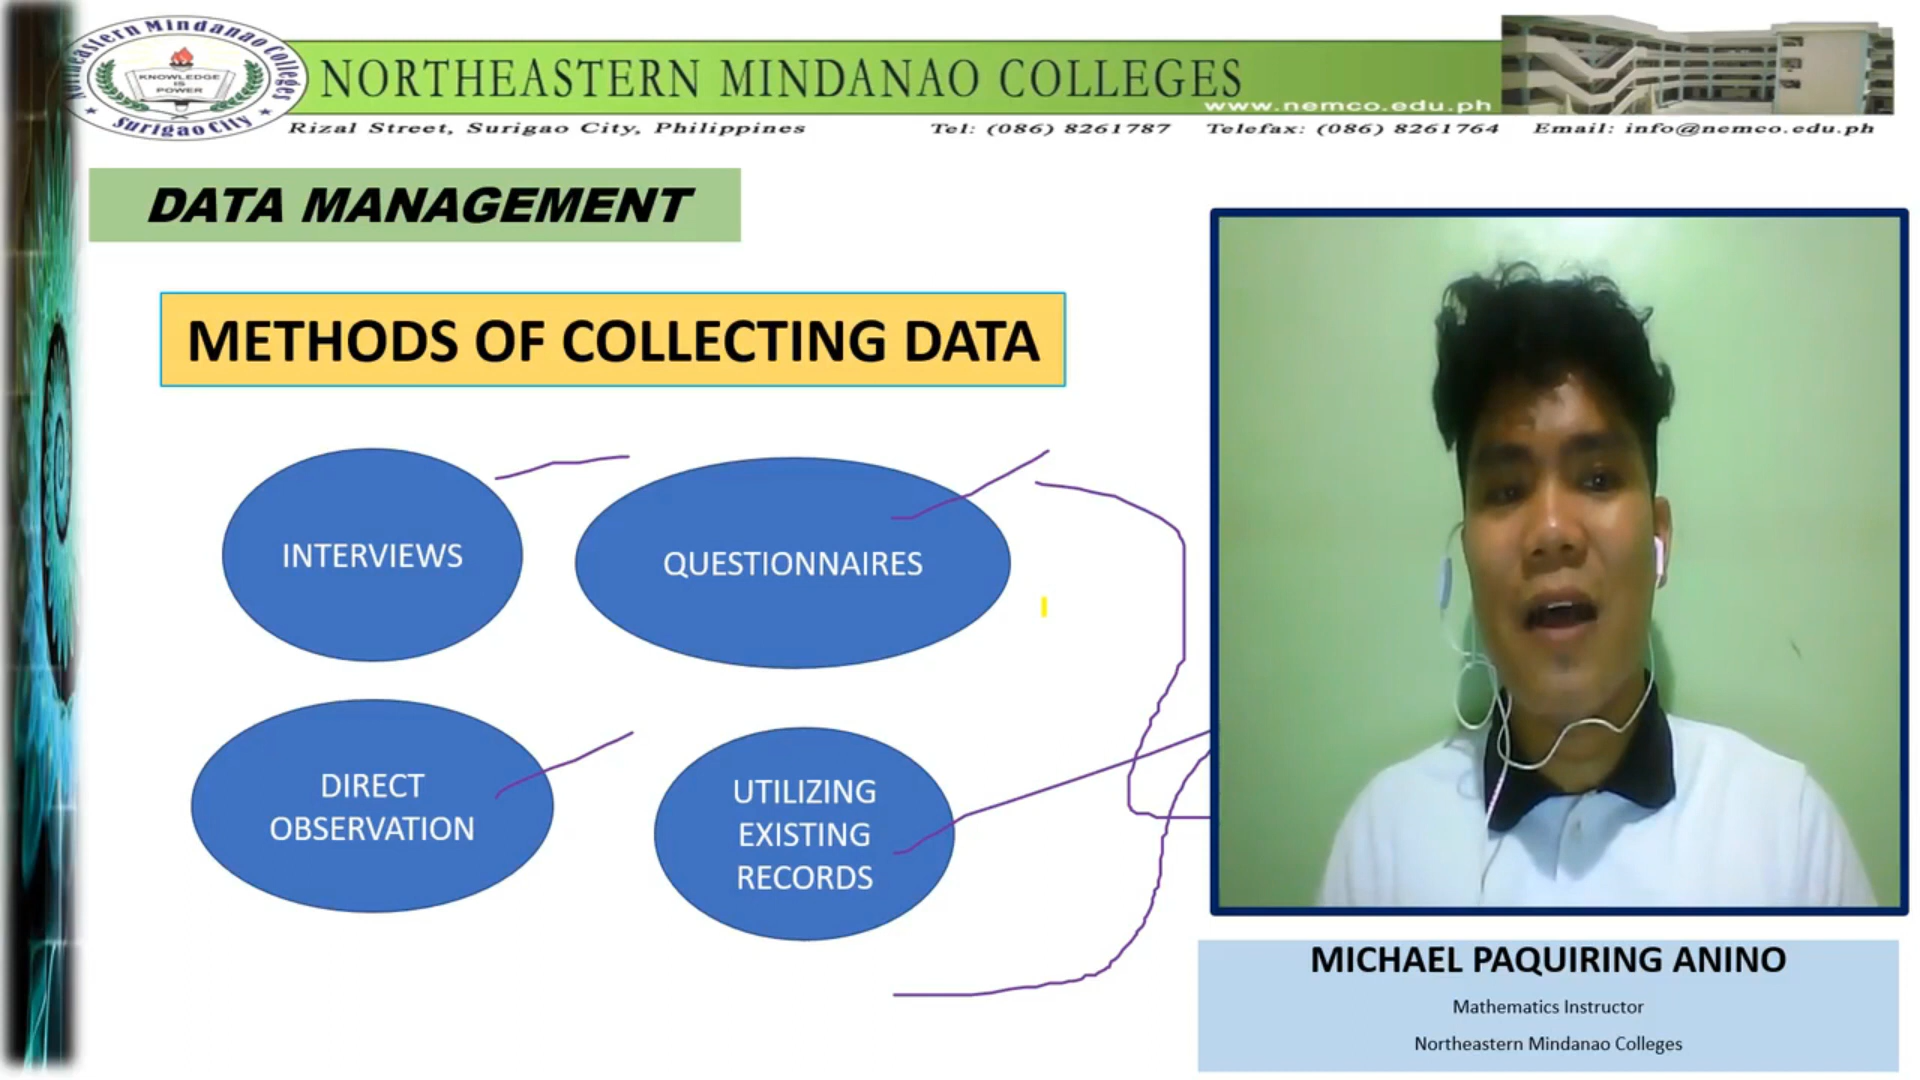 Northeastern Mindanao Colleges
KNOWLEDGE
IS
POWER
Surigao City
NORTHEASTERN MINDANAO COLLEGES
www.nemco.edu.ph
Rizal Street, Surigao City, Philippines Tel: (086) 8261787 Telefax: (086) 8261764 Email: info@nemco.edu.ph
DATA MANAGEMENT
METHODS OF COLLECTING DATA
INTERVIEWS
QUESTIONNAIRES
DIRECT
OBSERVATION
UTILIZING
EXISTING
RECORDS
MICHAEL PAQUIRING ANINO
Mathematics Instructor
Northeastern Mindanao Colleges